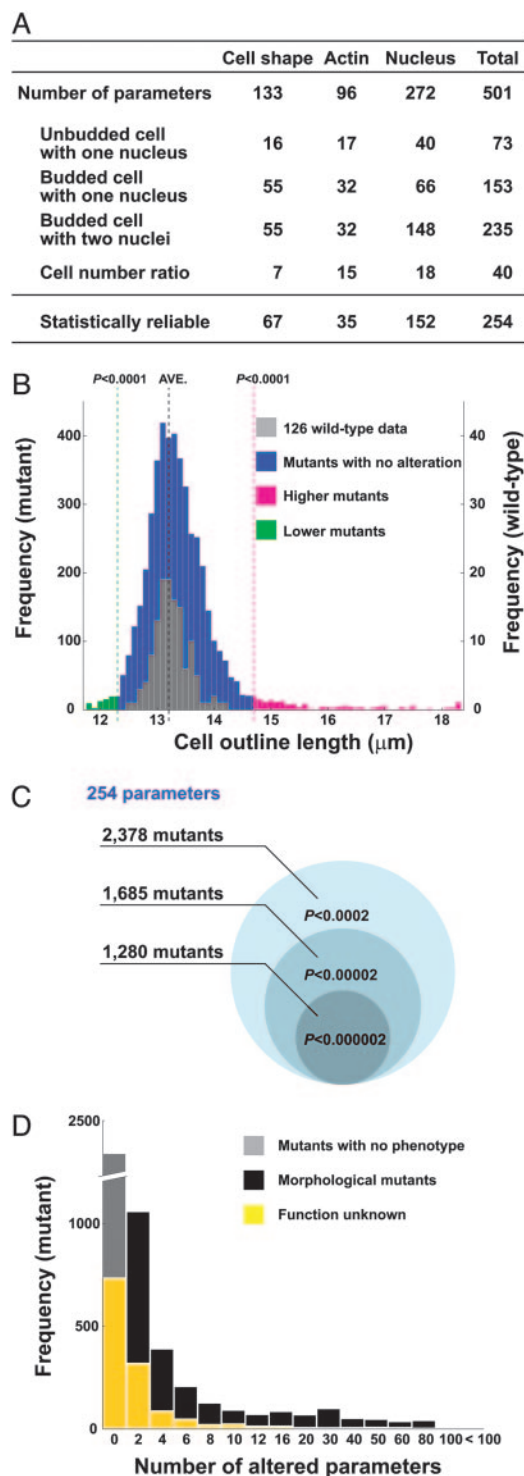 A
Cell shape Actin Nucleus Total
Number of parameters 133 96 272 501
Unbudded cell
with one nucleus 16 17 40 73
Budded cell
with one nucleus 55 32 66 153
Budded cell
with two nuclei 55 32 148 235
Cell number ratio 7 15 18 40
Statistically reliable 67 35 152 254
B
P<0.0001 AVE. P<0.0001
126 wild-type data
Mutants with no alteration
Higher mutants
Lower mutants
Frequency (mutant)
400
300
200
100
0
Frequency (wild-type)
40
30
20
10
0
12 13 14 15 16 17 18
Cell outline length (μm)
C
254 parameters
2,378 mutants
1,685 mutants
1,280 mutants
P<0.0002
P<0.00002
P<0.000002
D
2500
1000
500
0
Frequency (mutant)
Mutants with no phenotype
Morphological mutants
Function unknown
0 2 4 6 8 10 12 16 20 30 40 50 60 80 100 < 100
Number of altered parameters